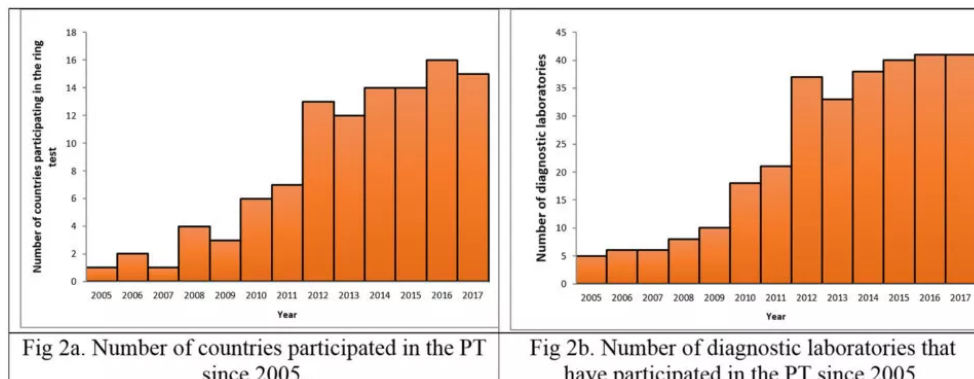 Number of countries participating in the ring
test
18
16
14
12
10
8
6
4
2
0
2005 2006 2007 2008 2009 2010 2011 2012 2013 2014 2015 2016 2017
Year
Fig 2a. Number of countries participated in the PT
since 2005
Number of diagnostic laboratories
45
40
35
30
25
20
15
10
5
0
2005 2006 2007 2008 2009 2010 2011 2012 2013 2014 2015 2016 2017
Year
Fig 2b. Number of diagnostic laboratories that
have participated in the PT since 2005